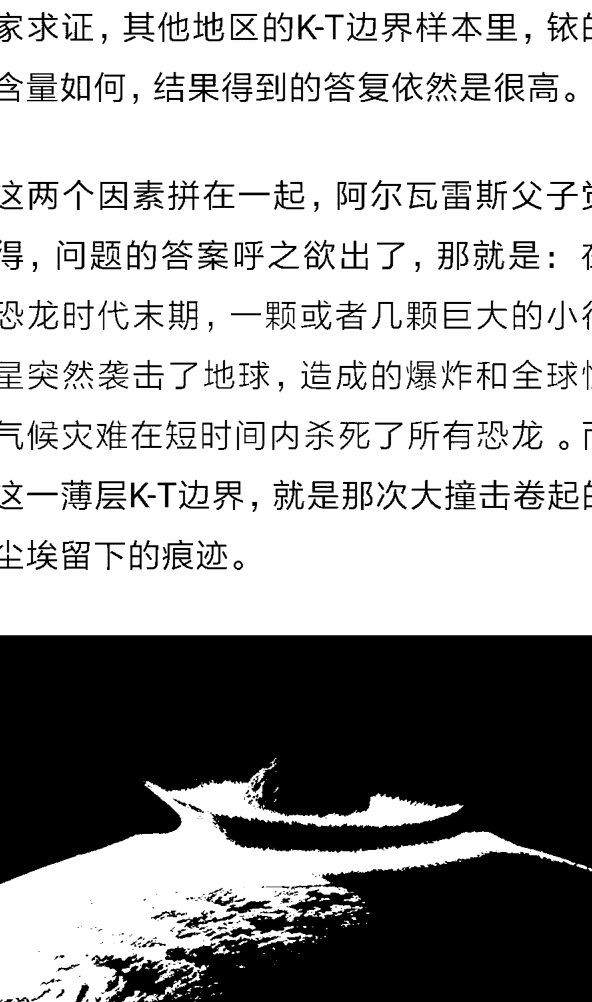 家求证，其他地区的K-T边界样本里，铱的
含量如何，结果得到的答复依然是很高。
这两个因素拼在一起，阿尔瓦雷斯父子觉
得，问题的答案呼之欲出了，那就是：在
恐龙时代末期，一颗或者几颗巨大的小行
星突然袭击了地球，造成的爆炸和全球性
气候灾难在短时间内杀死了所有恐龙。而
这一薄层K-T边界，就是那次大撞击卷起的
尘埃留下的痕迹。